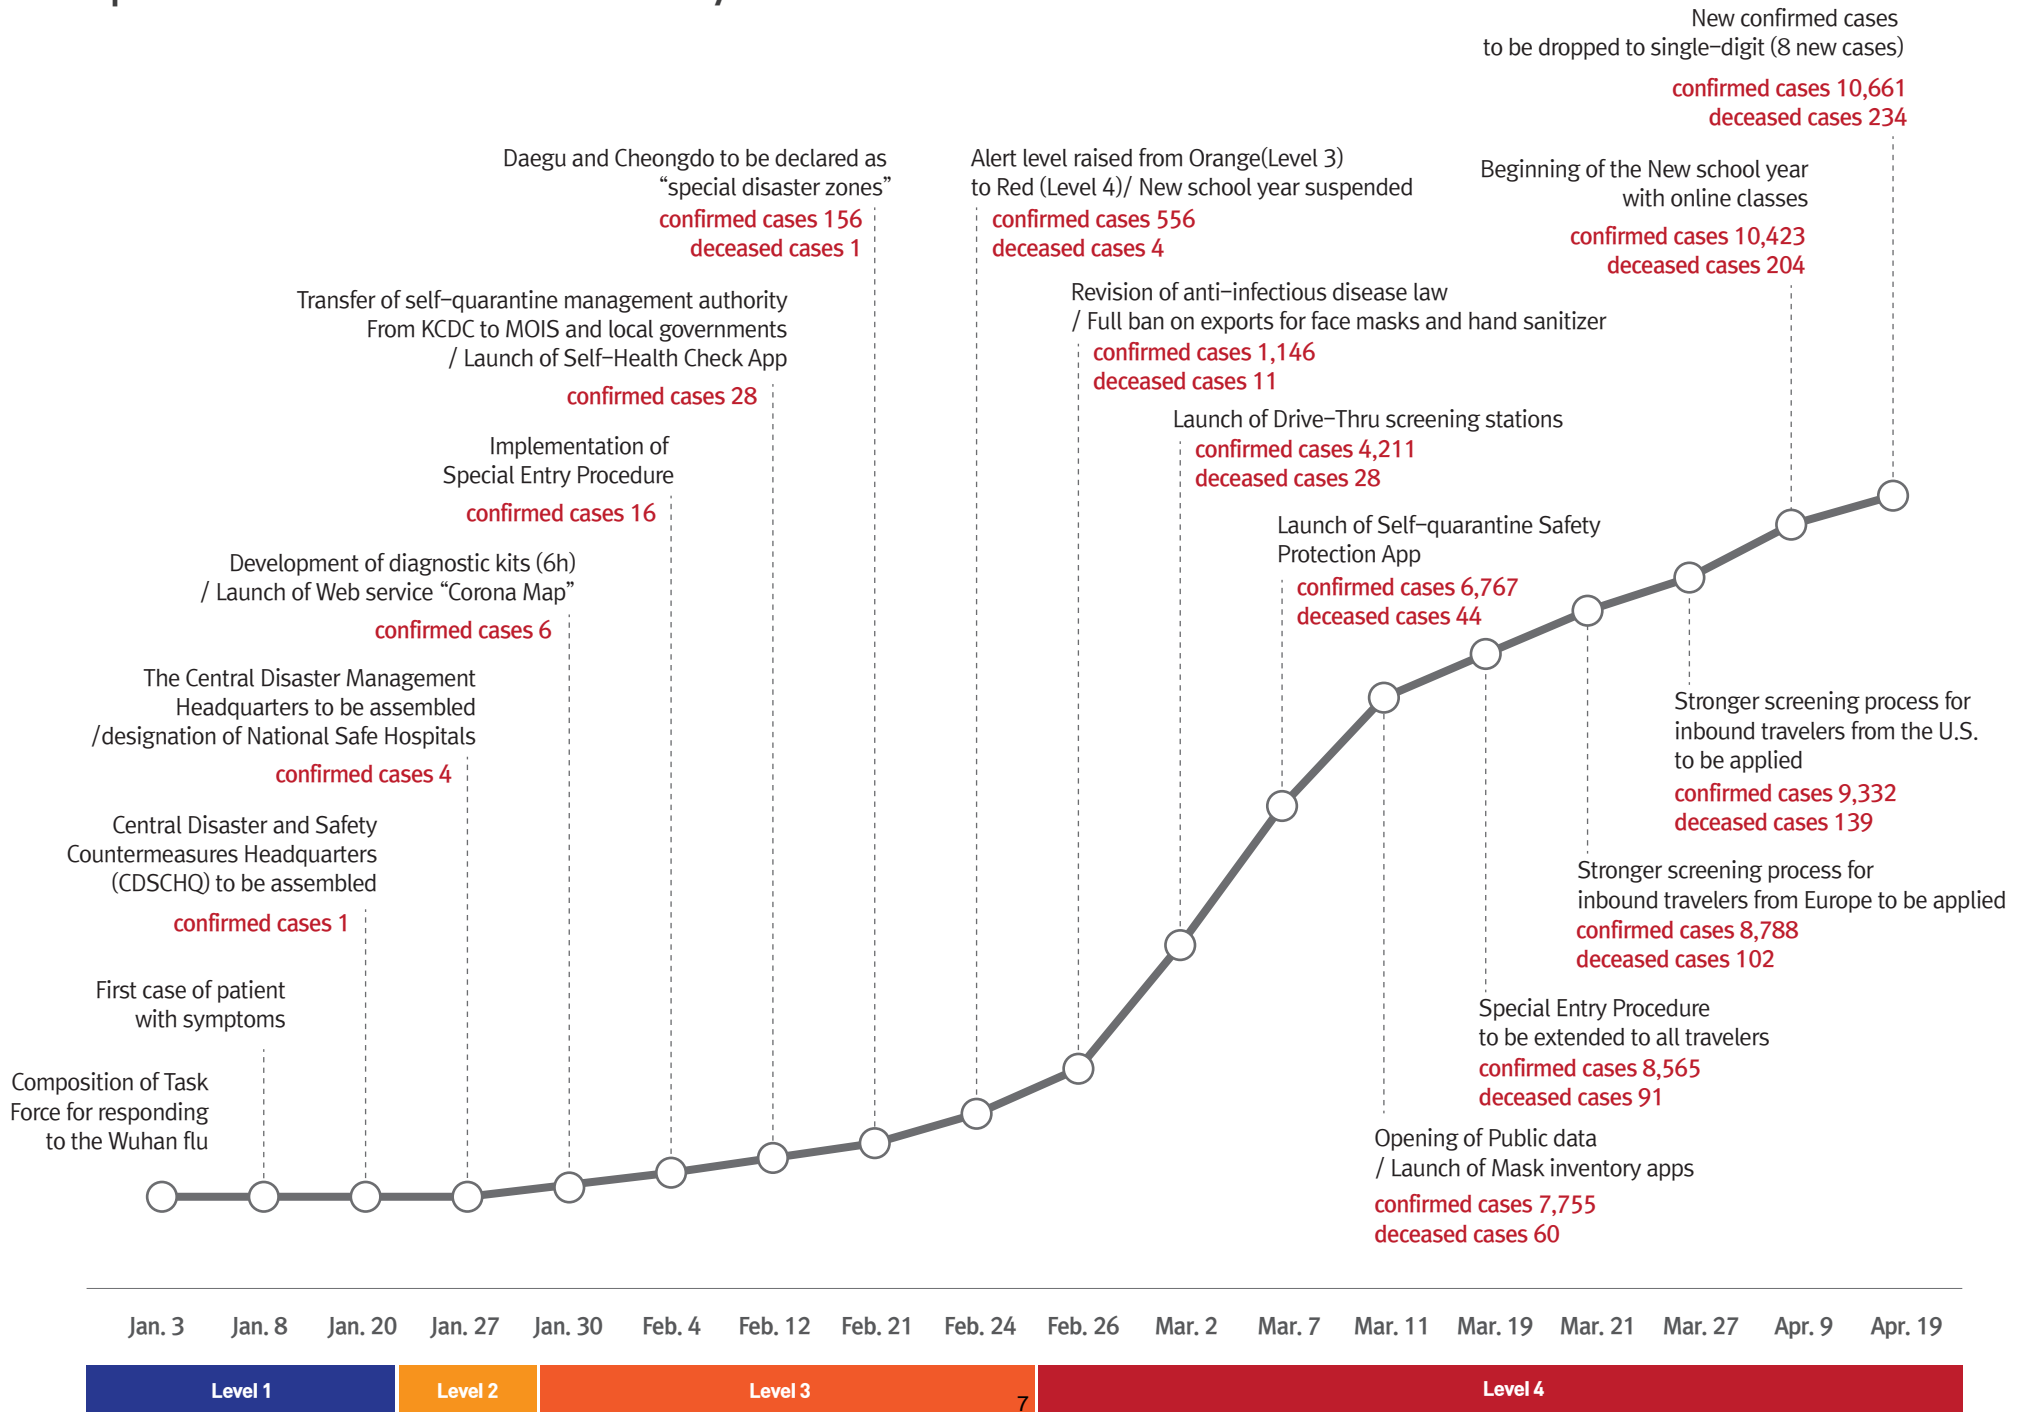 New confirmed cases
to be dropped to single-digit (8 new cases)
confirmed cases 10,661
deceased cases 234
Daegu and Cheongdo to be declared as
“special disaster zones”
confirmed cases 156
deceased cases 1
Alert level raised from Orange(Level 3)
to Red (Level 4)/ New school year suspended
confirmed cases 556
deceased cases 4
Beginning of the New school year
with online classes
confirmed cases 10,423
deceased cases 204
Transfer of self-quarantine management authority
From KCDC to MOIS and local governments
/ Launch of Self-Health Check App
confirmed cases 28
Revision of anti-infectious disease law
/ Full ban on exports for face masks and hand sanitizer
confirmed cases 1,146
deceased cases 11
Implementation of
Special Entry Procedure
confirmed cases 16
Launch of Drive-Thru screening stations
confirmed cases 4,211
deceased cases 28
Development of diagnostic kits (6h)
/ Launch of Web service “Corona Map”
confirmed cases 6
Launch of Self-quarantine Safety
Protection App
confirmed cases 6,767
deceased cases 44
The Central Disaster Management
Headquarters to be assembled
/designation of National Safe Hospitals
confirmed cases 4
Stronger screening process for
inbound travelers from the U.S.
to be applied
confirmed cases 9,332
deceased cases 139
Central Disaster and Safety
Countermeasures Headquarters
(CDSCHQ) to be assembled
confirmed cases 1
Stronger screening process for
inbound travelers from Europe to be applied
confirmed cases 8,788
deceased cases 102
First case of patient
with symptoms
Special Entry Procedure
to be extended to all travelers
confirmed cases 8,565
deceased cases 91
Composition of Task
Force for responding
to the Wuhan flu
Opening of Public data
/ Launch of Mask inventory apps
confirmed cases 7,755
deceased cases 60
Jan. 3 Jan. 8 Jan. 20 Jan. 27 Jan. 30 Feb. 4 Feb. 12 Feb. 21 Feb. 24 Feb. 26 Mar. 2 Mar. 7 Mar. 11 Mar. 19 Mar. 21 Mar. 27 Apr. 9 Apr. 19
Level 1 Level 2 Level 3 Level 4
7